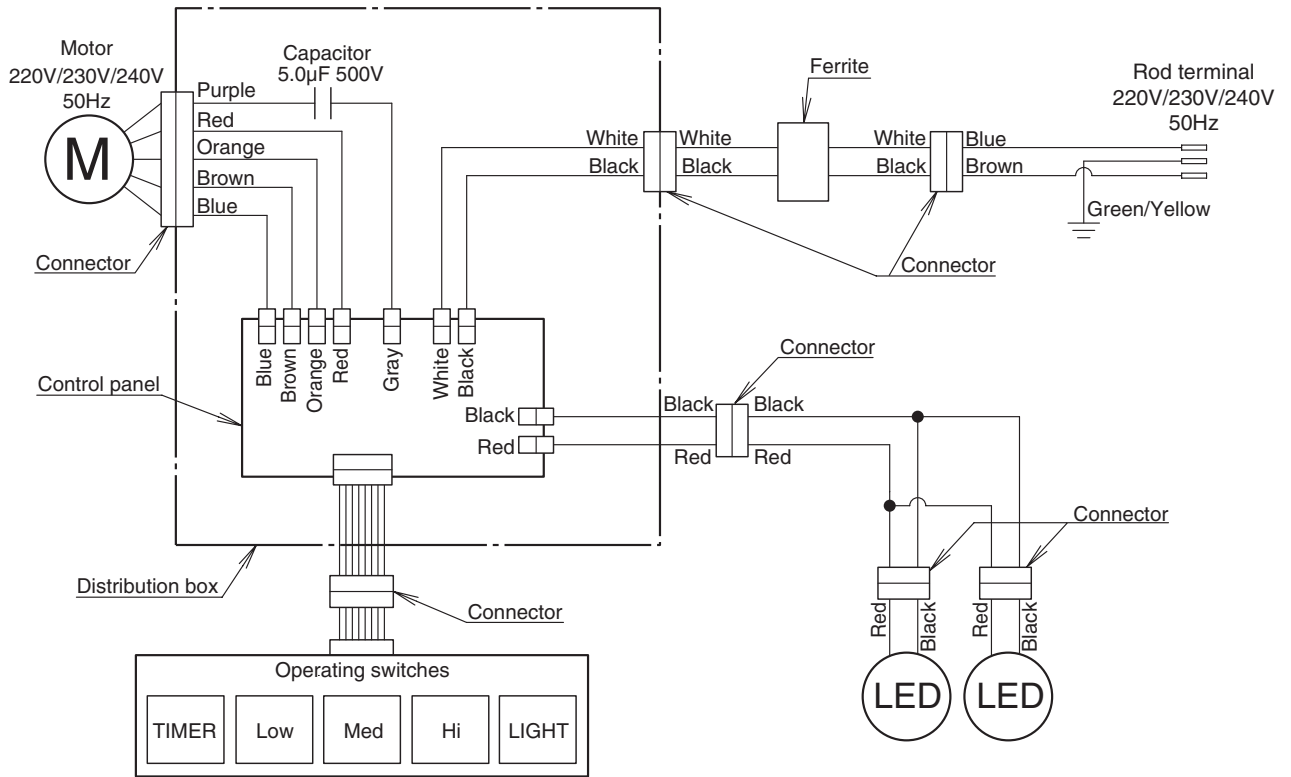 Motor
220V/230V/240V
50Hz
M
Capacitor
5.0µF 500V
Purple
Red
Orange
Brown
Blue
Connector
Ferrite
Rod terminal
220V/230V/240V
50Hz
White
White
White
Blue
Black
Black
Black
Brown
Green/Yellow
Connector
Control panel
Blue
Brown
Orange
Red
Gray
White
Black
Black
Red
Connector
Black
Black
Red
Red
Connector
Red
Black
Red
Black
LED
LED
Distribution box
Connector
Operating switches
TIMER
Low
Med
Hi
LIGHT